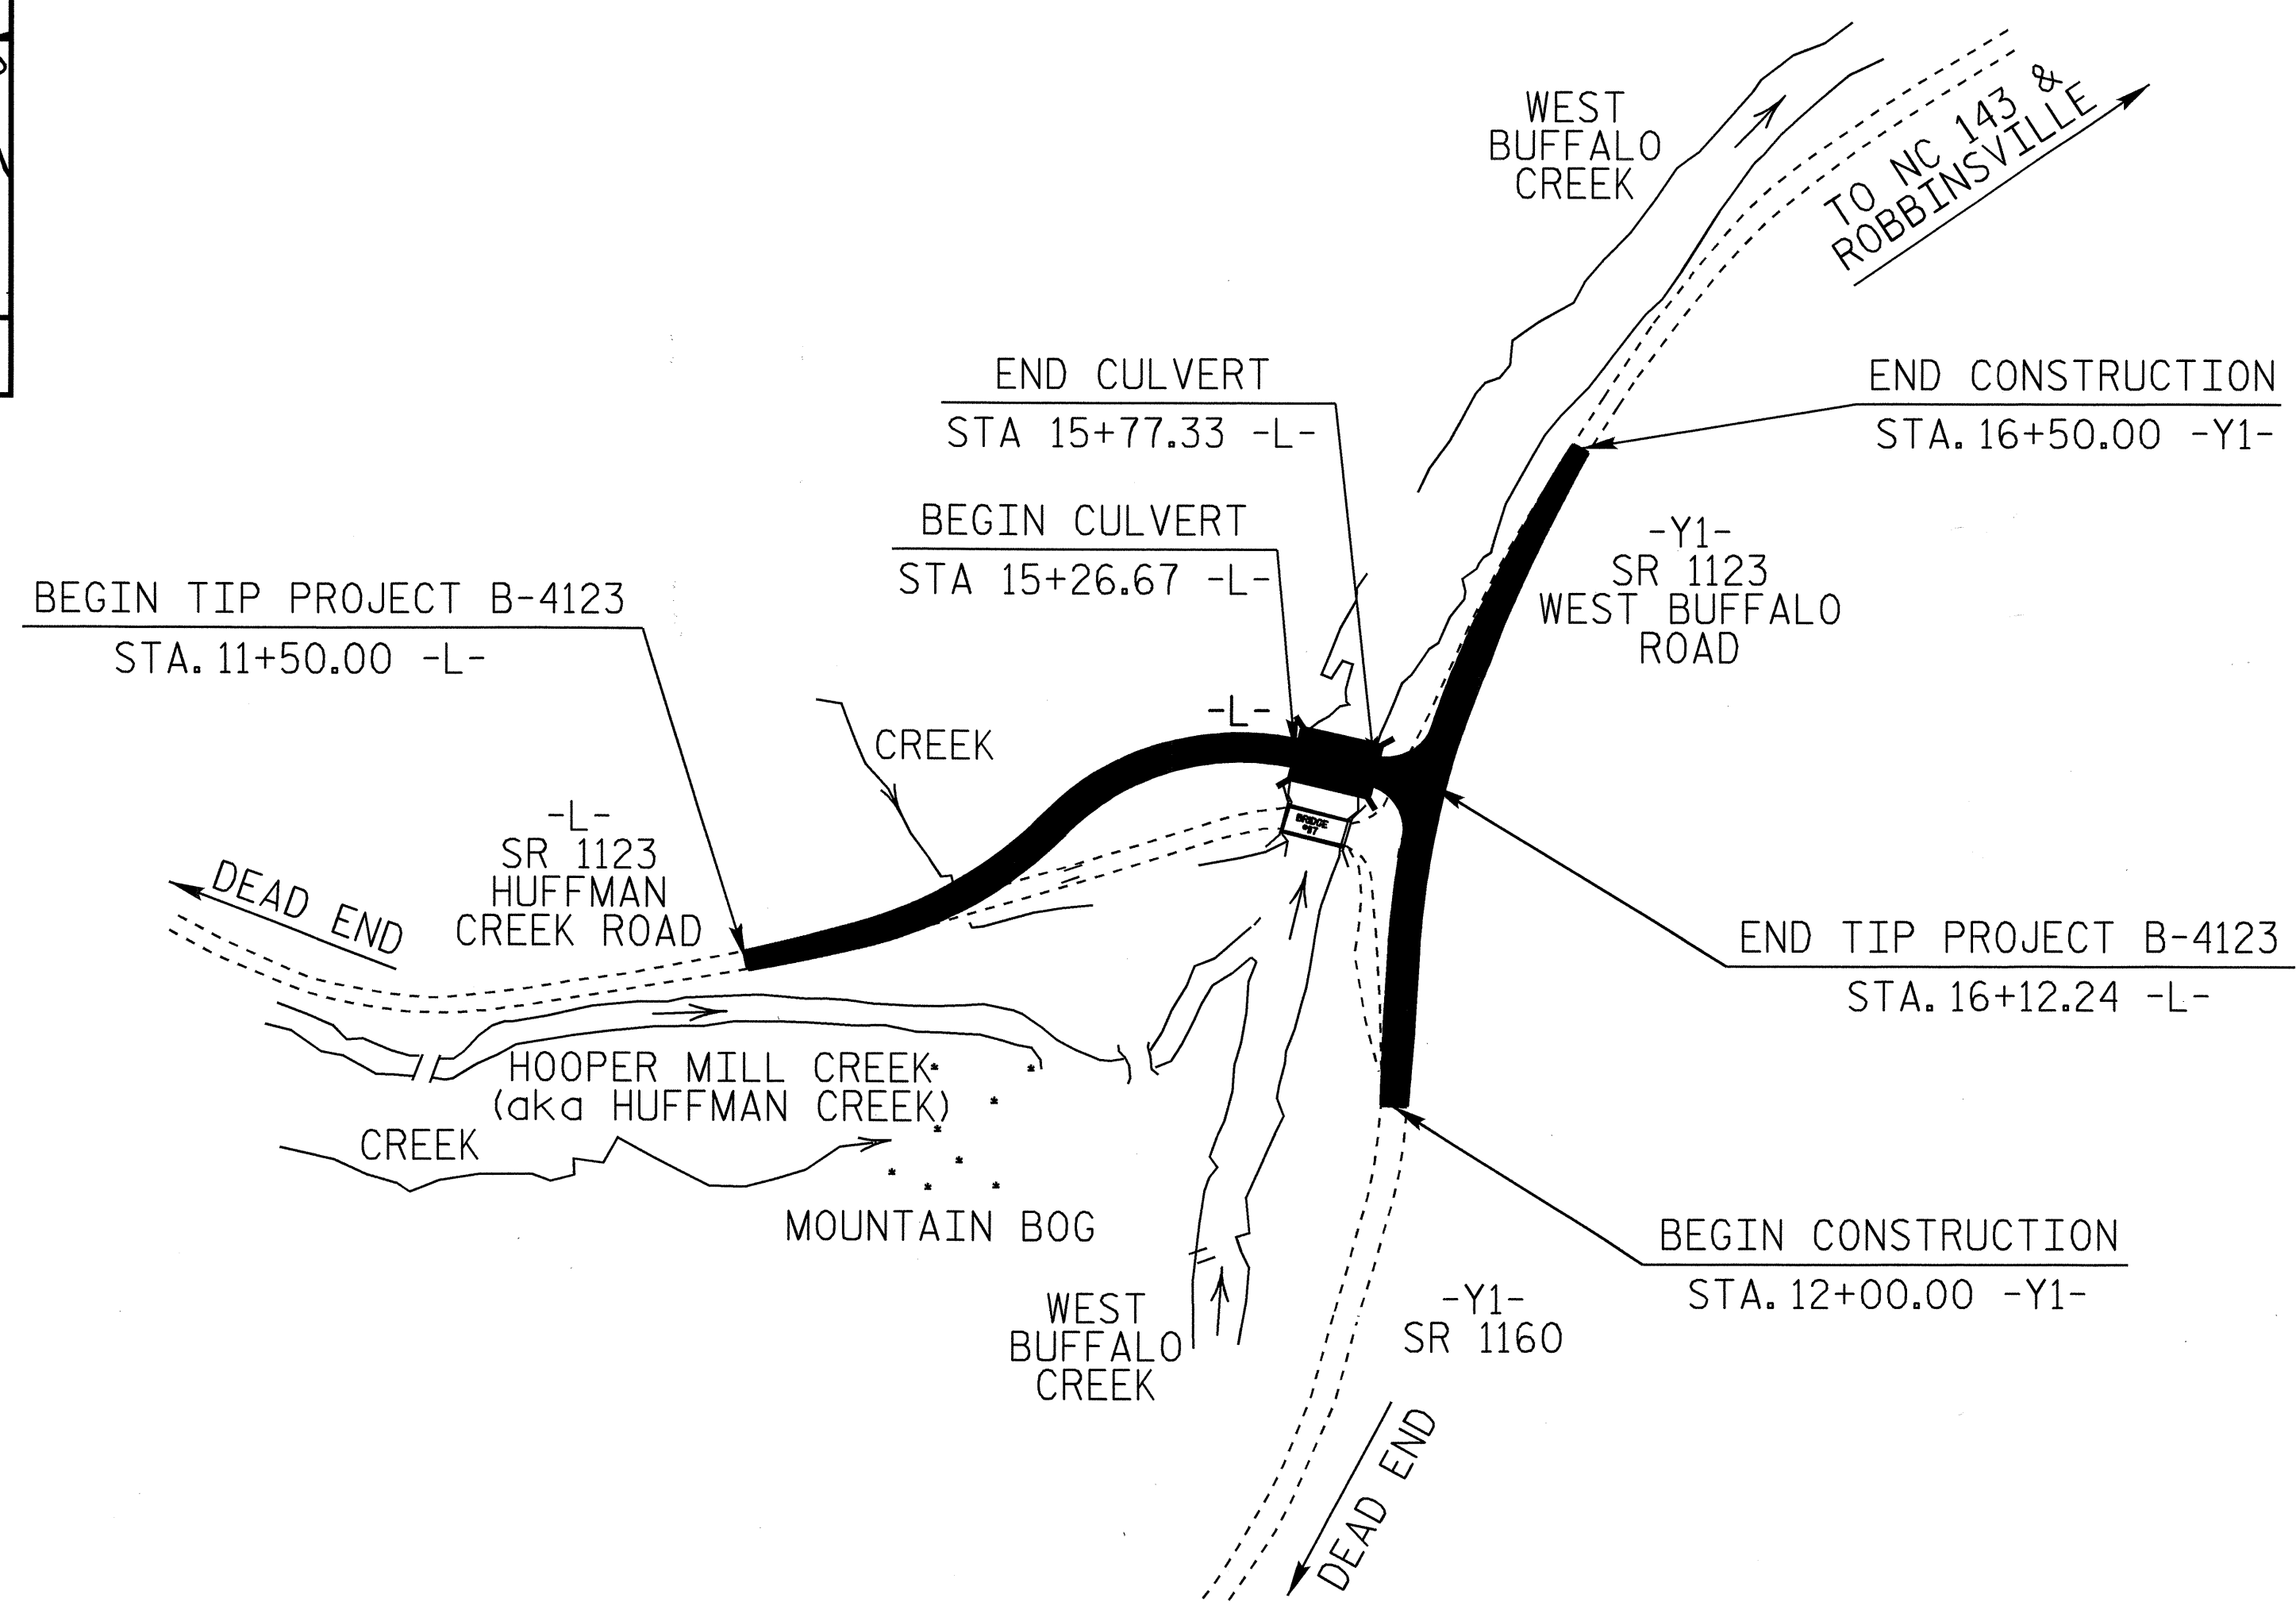 WEST
BUFFALO
CREEK
TO NC 143 &
ROBBINSVILLE
END CULVERT
STA 15+77.33 -L-
END CONSTRUCTION
STA. 16+50.00 -Y1-
BEGIN CULVERT
STA 15+26.67 -L-
-Y1-
SR 1123
WEST BUFFALO
ROAD
BEGIN TIP PROJECT B-4123
STA. 11+50.00 -L-
-L-
CREEK
-L-
SR 1123
HUFFMAN
CREEK ROAD
BRIDGE
DEAD END
END TIP PROJECT B-4123
STA. 16+12.24 -L-
HOOPER MILL CREEK
(aka HUFFMAN CREEK)
CREEK
MOUNTAIN BOG
BEGIN CONSTRUCTION
STA. 12+00.00 -Y1-
WEST
BUFFALO
CREEK
-Y1-
SR 1160
DEAD END